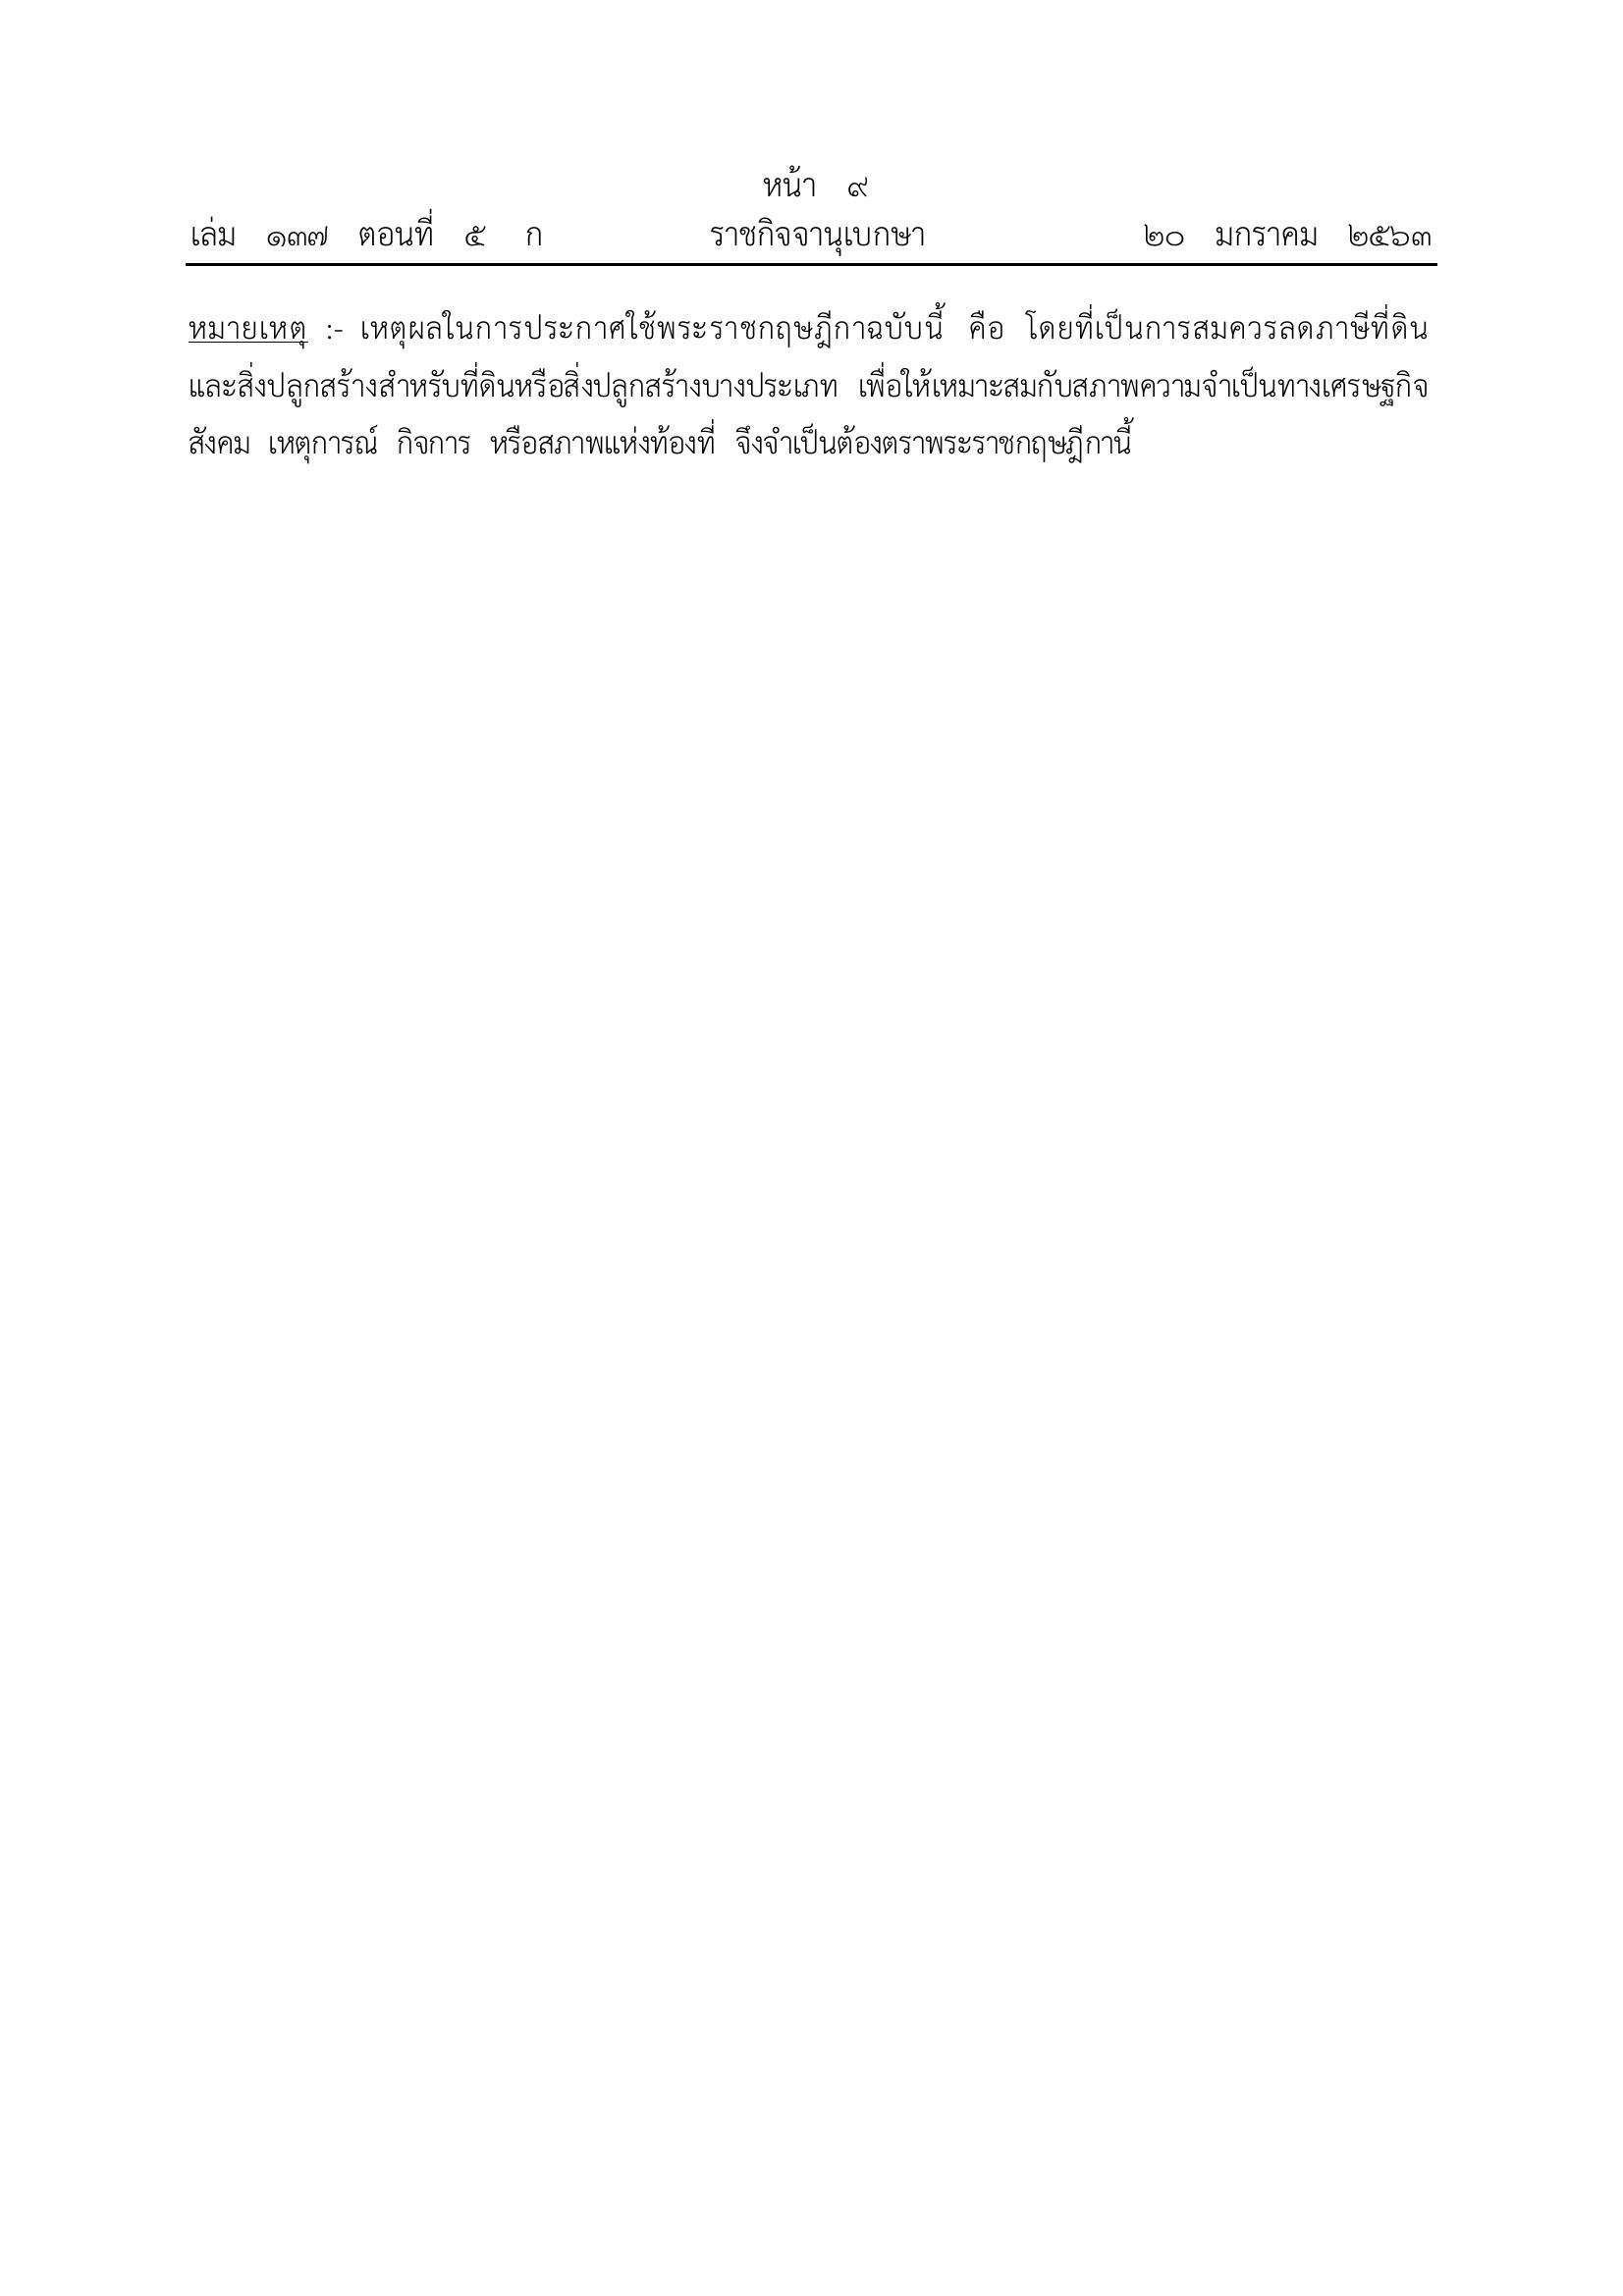 หน้า ๙
เล่ม ๑๓๗ ตอนที่ ๕ ก ราชกิจจานุเบกษา ๒๐ มกราคม ๒๕๖๓
หมายเหตุ :- เหตุผลในการประกาศใช้พระราชกฤษฎีกาฉบับนี้ คือ โดยที่เป็นการสมควรลดภาษีที่ดิน
และสิ่งปลูกสร้างสำหรับที่ดินหรือสิ่งปลูกสร้างบางประเภท เพื่อให้เหมาะสมกับสภาพความจำเป็นทางเศรษฐกิจ
สังคม เหตุการณ์ กิจการ หรือสภาพแห่งท้องที่ จึงจำเป็นต้องตราพระราชกฤษฎีกานี้